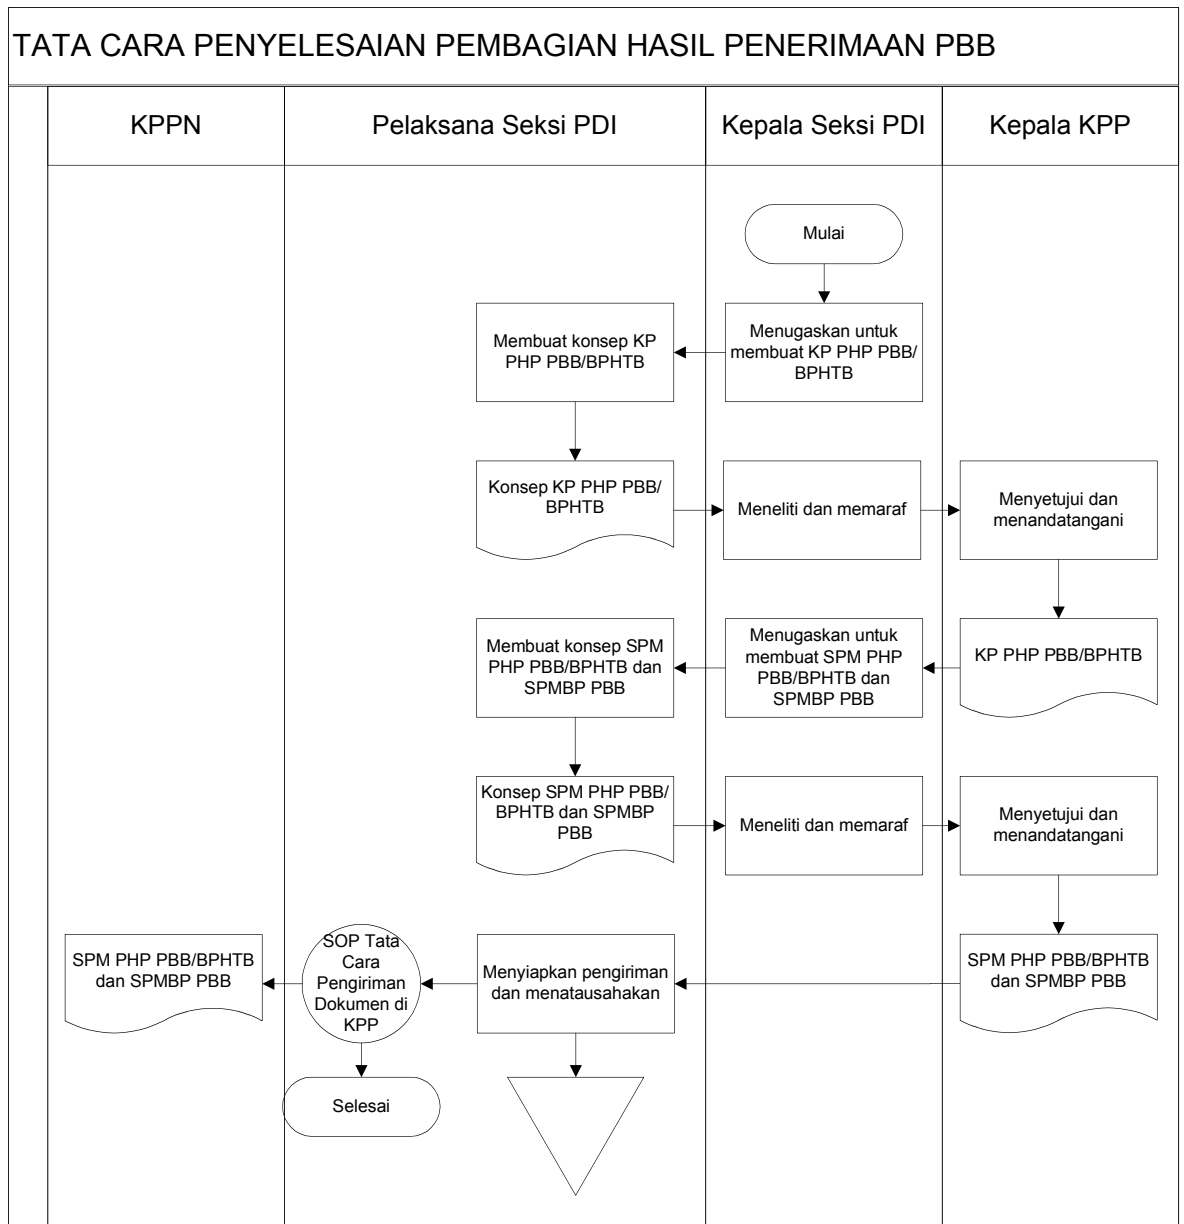 TATA CARA PENYELESAIAN PEMBAGIAN HASIL PENERIMAAN PBB
KPPN
Pelaksana Seksi PDI
Kepala Seksi PDI
Kepala KPP
Mulai
Menugaskan untuk
membuat KP PHP PBB/
BPHTB
Membuat konsep KP
PHP PBB/BPHTB
Konsep KP PHP PBB/
BPHTB
Meneliti dan memaraf
Menyetujui dan
menandatangani
KP PHP PBB/BPHTB
Menugaskan untuk
membuat SPM PHP
PBB/BPHTB dan
SPMBP PBB
Membuat konsep SPM
PHP PBB/BPHTB dan
SPMBP PBB
Konsep SPM PHP PBB/
BPHTB dan SPMBP
PBB
Meneliti dan memaraf
Menyetujui dan
menandatangani
SPM PHP PBB/BPHTB
dan SPMBP PBB
Menyiapkan pengiriman
dan menatausahakan
SOP Tata
Cara
Pengiriman
Dokumen di
KPP
SPM PHP PBB/BPHTB
dan SPMBP PBB
Selesai